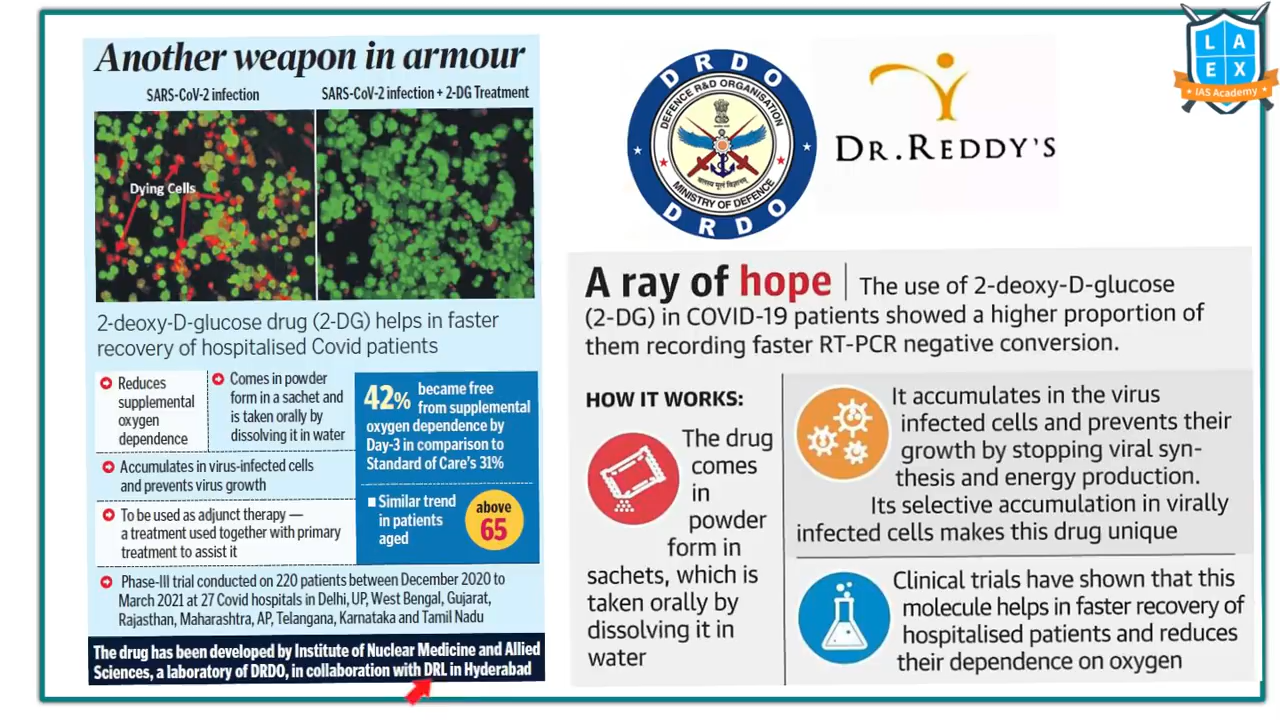 Another weapon in armour
SARS-CoV-2 infection
SARS-CoV-2 infection + 2-DG Treatment
Dying Cells
2-deoxy-D-glucose drug (2-DG) helps in faster
recovery of hospitalised Covid patients
Reduces
supplemental
oxygen
dependence
Comes in powder
form in a sachet and
is taken orally by
dissolving it in water
Accumulates in virus-infected cells
and prevents virus growth
To be used as adjunct therapy —
a treatment used together with primary
treatment to assist it
42% became free
from supplemental
oxygen dependence by
Day-3 in comparison to
Standard of Care's 31%
Similar trend
in patients
aged
above
65
Phase-III trial conducted on 220 patients between December 2020 to
March 2021 at 27 Covid hospitals in Delhi, UP, West Bengal, Gujarat,
Rajasthan, Maharashtra, AP, Telangana, Karnataka and Tamil Nadu
The drug has been developed by Institute of Nuclear Medicine and Allied
Sciences, a laboratory of DRDO, in collaboration with DRL in Hyderabad
DRDO
DEFENCE R&D ORGANISATION
MINISTRY OF DEFENCE
DRDO
DR.REDDY'S
LA
EX
IAS Academy
A ray of hope | The use of 2-deoxy-D-glucose
(2-DG) in COVID-19 patients showed a higher proportion of
them recording faster RT-PCR negative conversion.
HOW IT WORKS:
The drug
comes
in
powder
form in
sachets, which is
taken orally by
dissolving it in
water
It accumulates in the virus
infected cells and prevents their
growth by stopping viral syn-
thesis and energy production.
Its selective accumulation in virally
infected cells makes this drug unique
Clinical trials have shown that this
molecule helps in faster recovery of
hospitalised patients and reduces
their dependence on oxygen